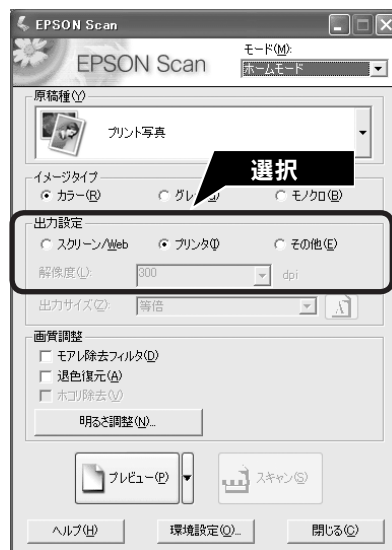 EPSON Scan
EPSON Scan
モード(M):
ホームモード
原稿種(Y)
プリント写真
イメージタイプ
カラー(R)
モノクロ(B)
選択
出力設定
スクリーン/Web プリンタ(I) その他(E)
解像度(L): 300 dpi
出力サイズ(Z): 等倍
画質調整
モアレ除去フィルタ(D)
退色復元(A)
ホコリ除去(V)
明るさ調整(N)...
プレビュー(P) スキャン(S)
ヘルプ(H) 環境設定(O)... 閉じる(C)